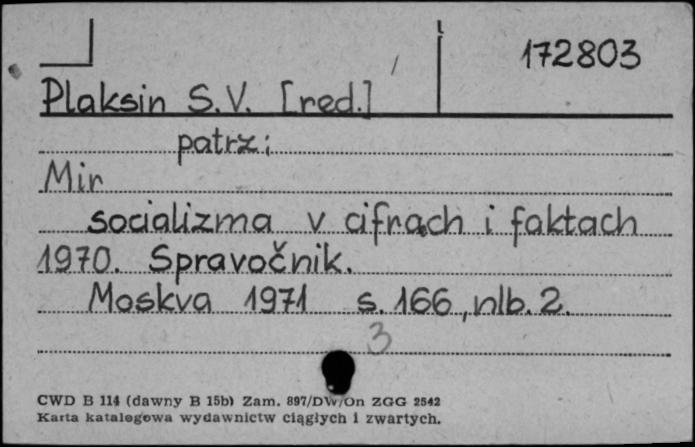 172803
Plaksin S.V. [red.]
patrz:
Mir
socializma v cifrach i faktach
1970. Spravočnik.
Moskva 1971 s. 166, nlb. 2.
3
CWD B 114 (dawny B 15b) Zam. 897/DW/On ZGG 2542
Karta katalogowa wydawnictw ciągłych i zwartych.